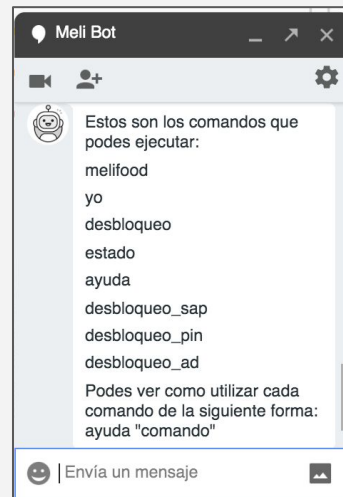 Meli Bot
Estos son los comandos que
podes ejecutar:
melifood
yo
desbloqueo
estado
ayuda
desbloqueo_sap
desbloqueo_pin
desbloqueo_ad
Podes ver como utilizar cada
comando de la siguiente forma:
ayuda "comando"
Envía un mensaje